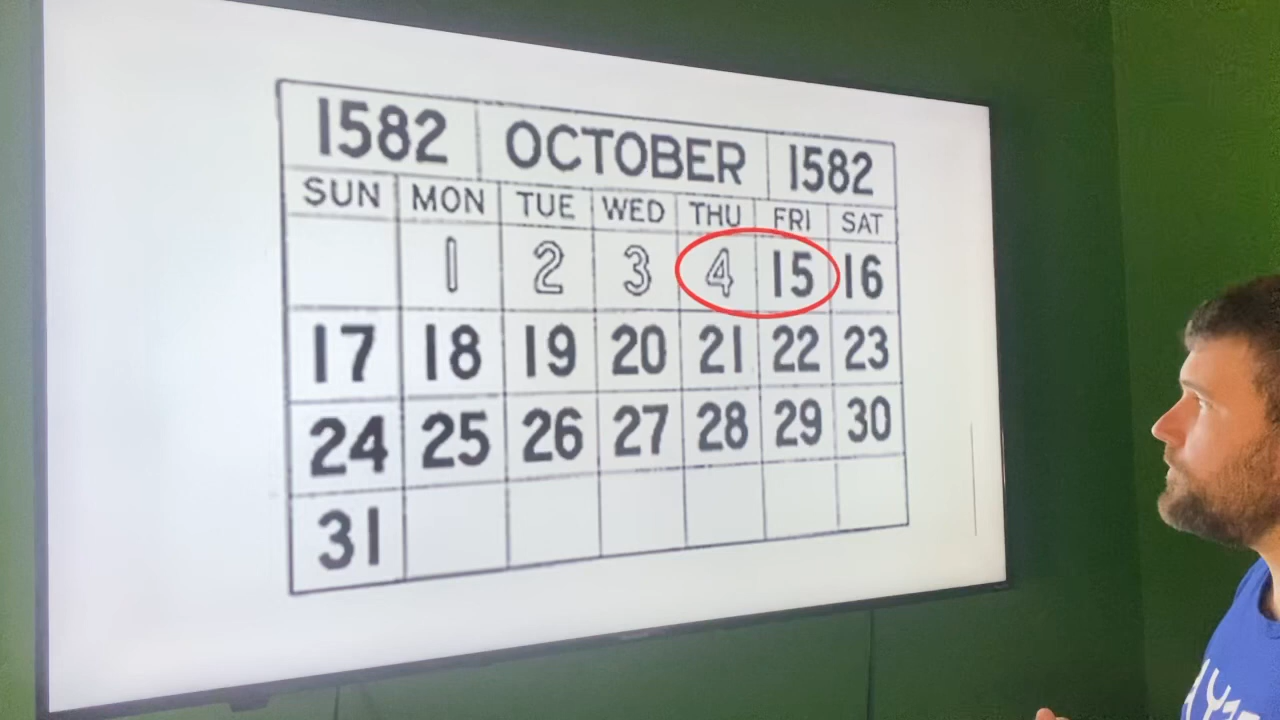 1582 OCTOBER 1582
SUN MON TUE WED THU FRI SAT
1 2 3 4 15 16
17 18 19 20 21 22 23
24 25 26 27 28 29 30
31